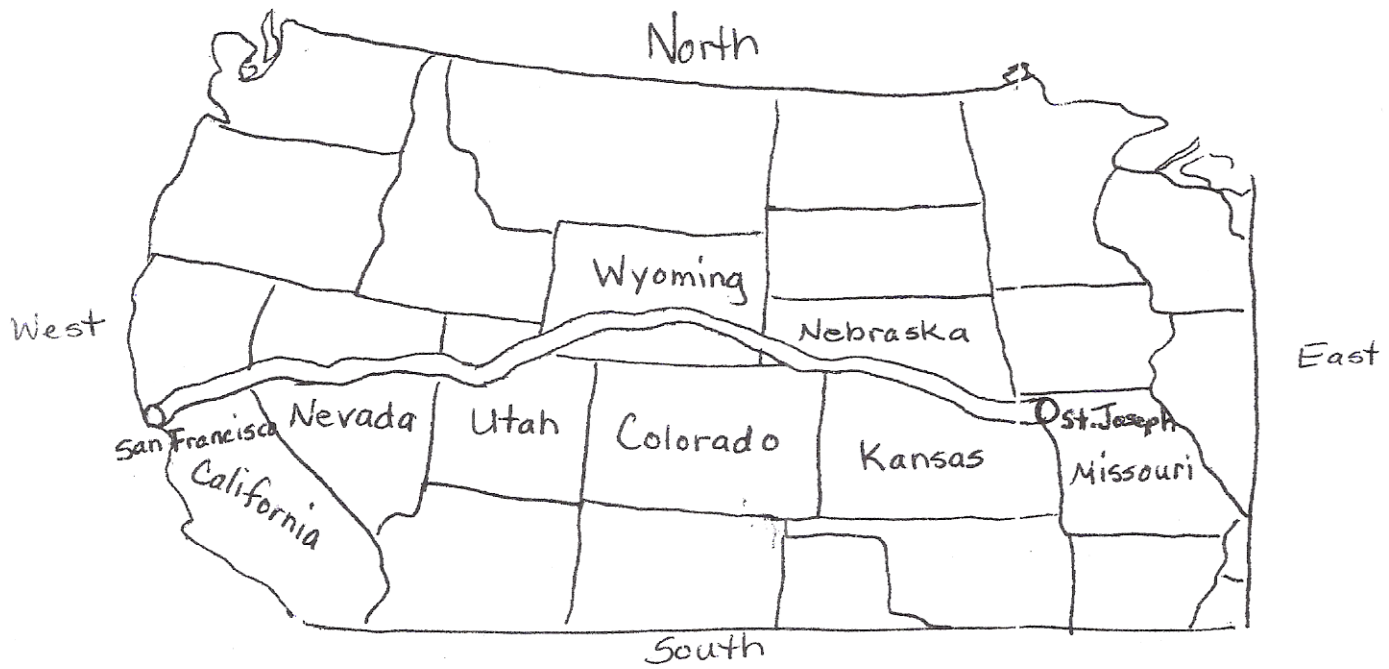 North
Wyoming
West
Nebraska
East
San Francisco
Nevada
Utah
Colorado
Kansas
St. Joseph
Missouri
California
South